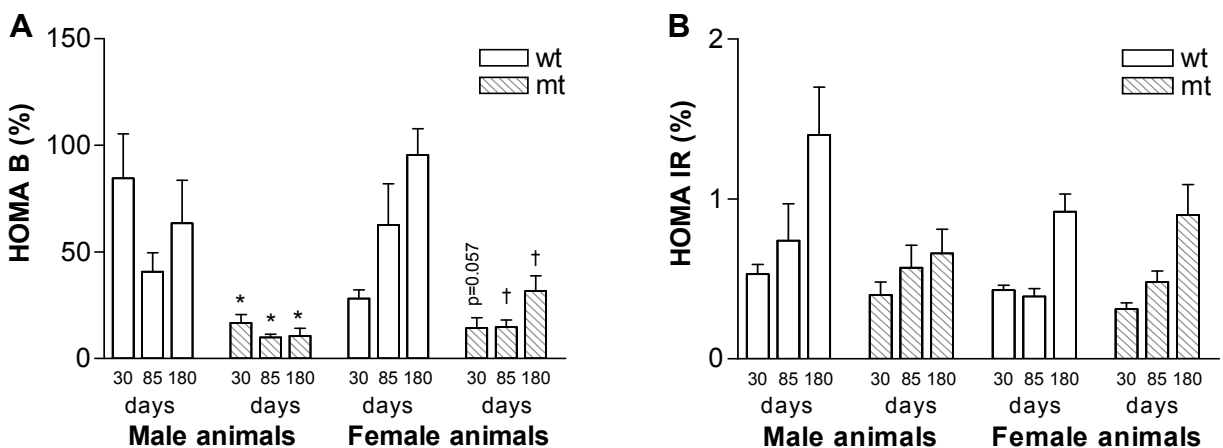 A
HOMA B (%)
150
100
50
0
wt
mt
* * *
p=0.057 † †
30 85 180 30 85 180 30 85 180 30 85 180
days days days days
Male animals Female animals
B
HOMA IR (%)
2
1
0
wt
mt
30 85 180 30 85 180 30 85 180 30 85 180
days days days days
Male animals Female animals